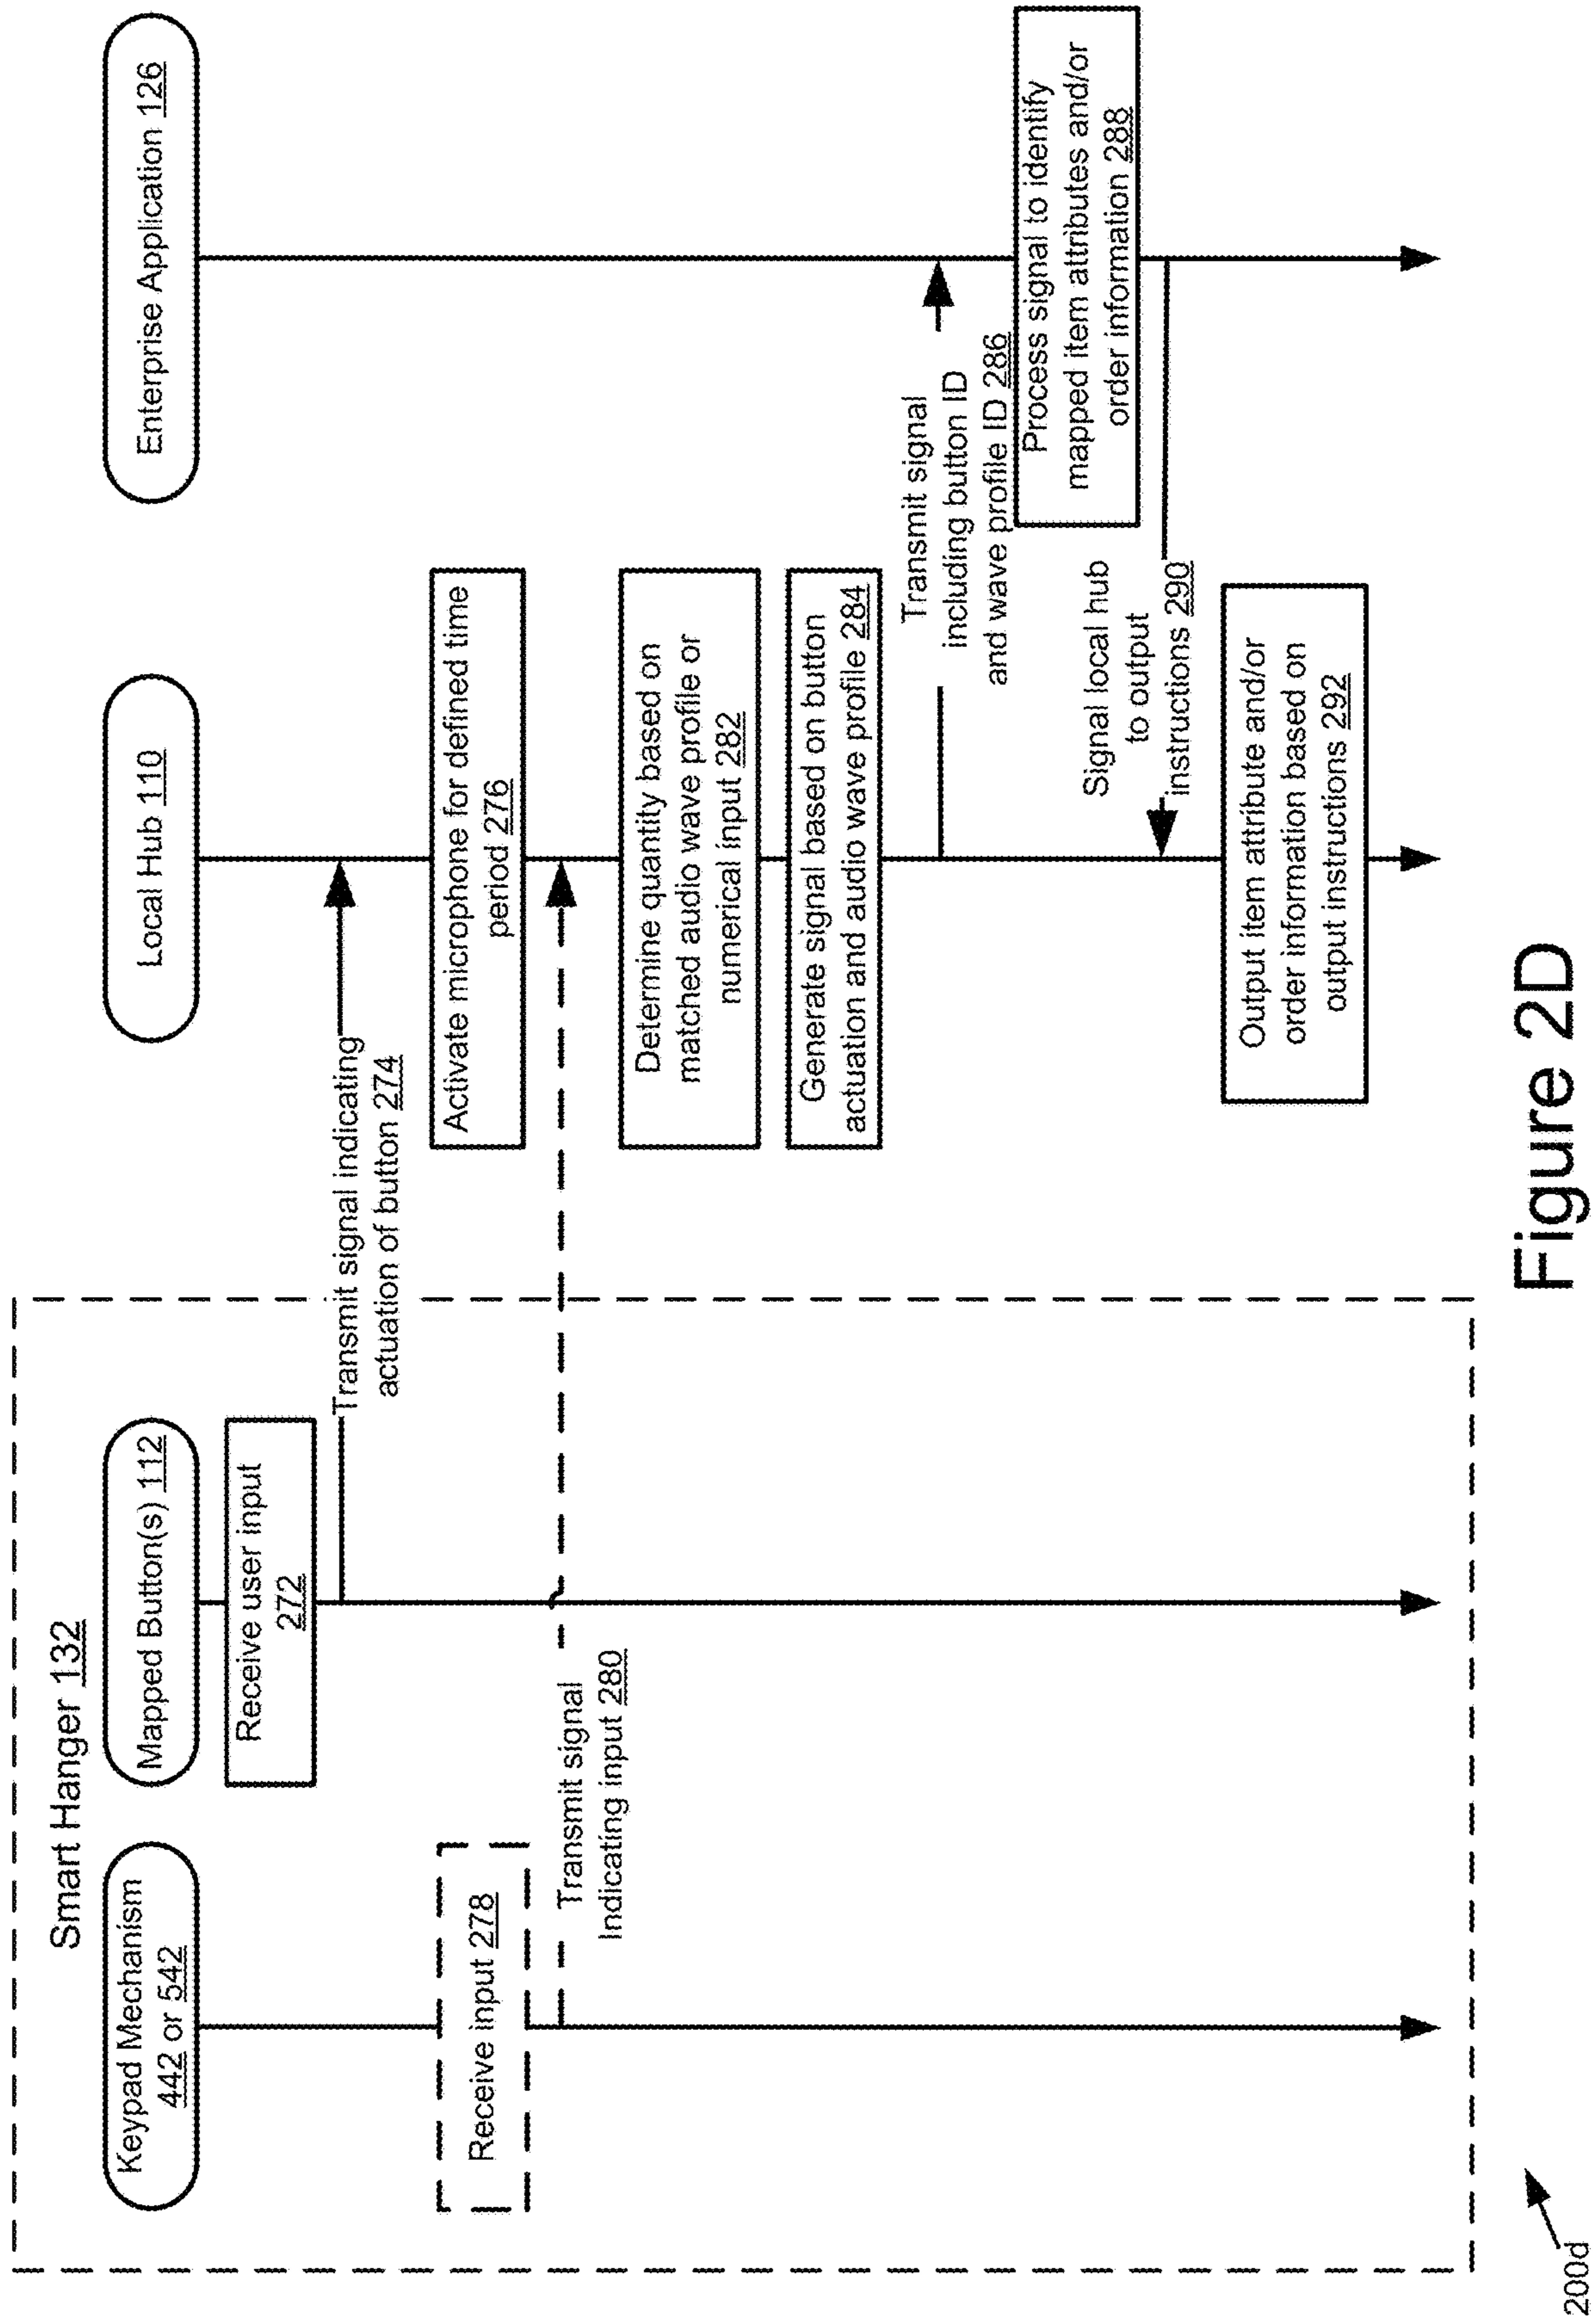 Smart Hanger 132
Keypad Mechanism
442 or 542
Mapped Button(s) 112
Local Hub 110
Enterprise Application 126
Receive user input
272
Transmit signal indicating
actuation of button 274
Activate microphone for defined time
period 276
Receive input 278
Transmit signal
Indicating input 280
Determine quantity based on
matched audio wave profile or
numerical input 282
Generate signal based on button
actuation and audio wave profile 284
Transmit signal
including button ID
and wave profile ID 286
Process signal to identify
mapped item attributes and/or
order information 288
Signal local hub
to output
instructions 290
Output item attribute and/or
order information based on
output instructions 292
200d
Figure 2D